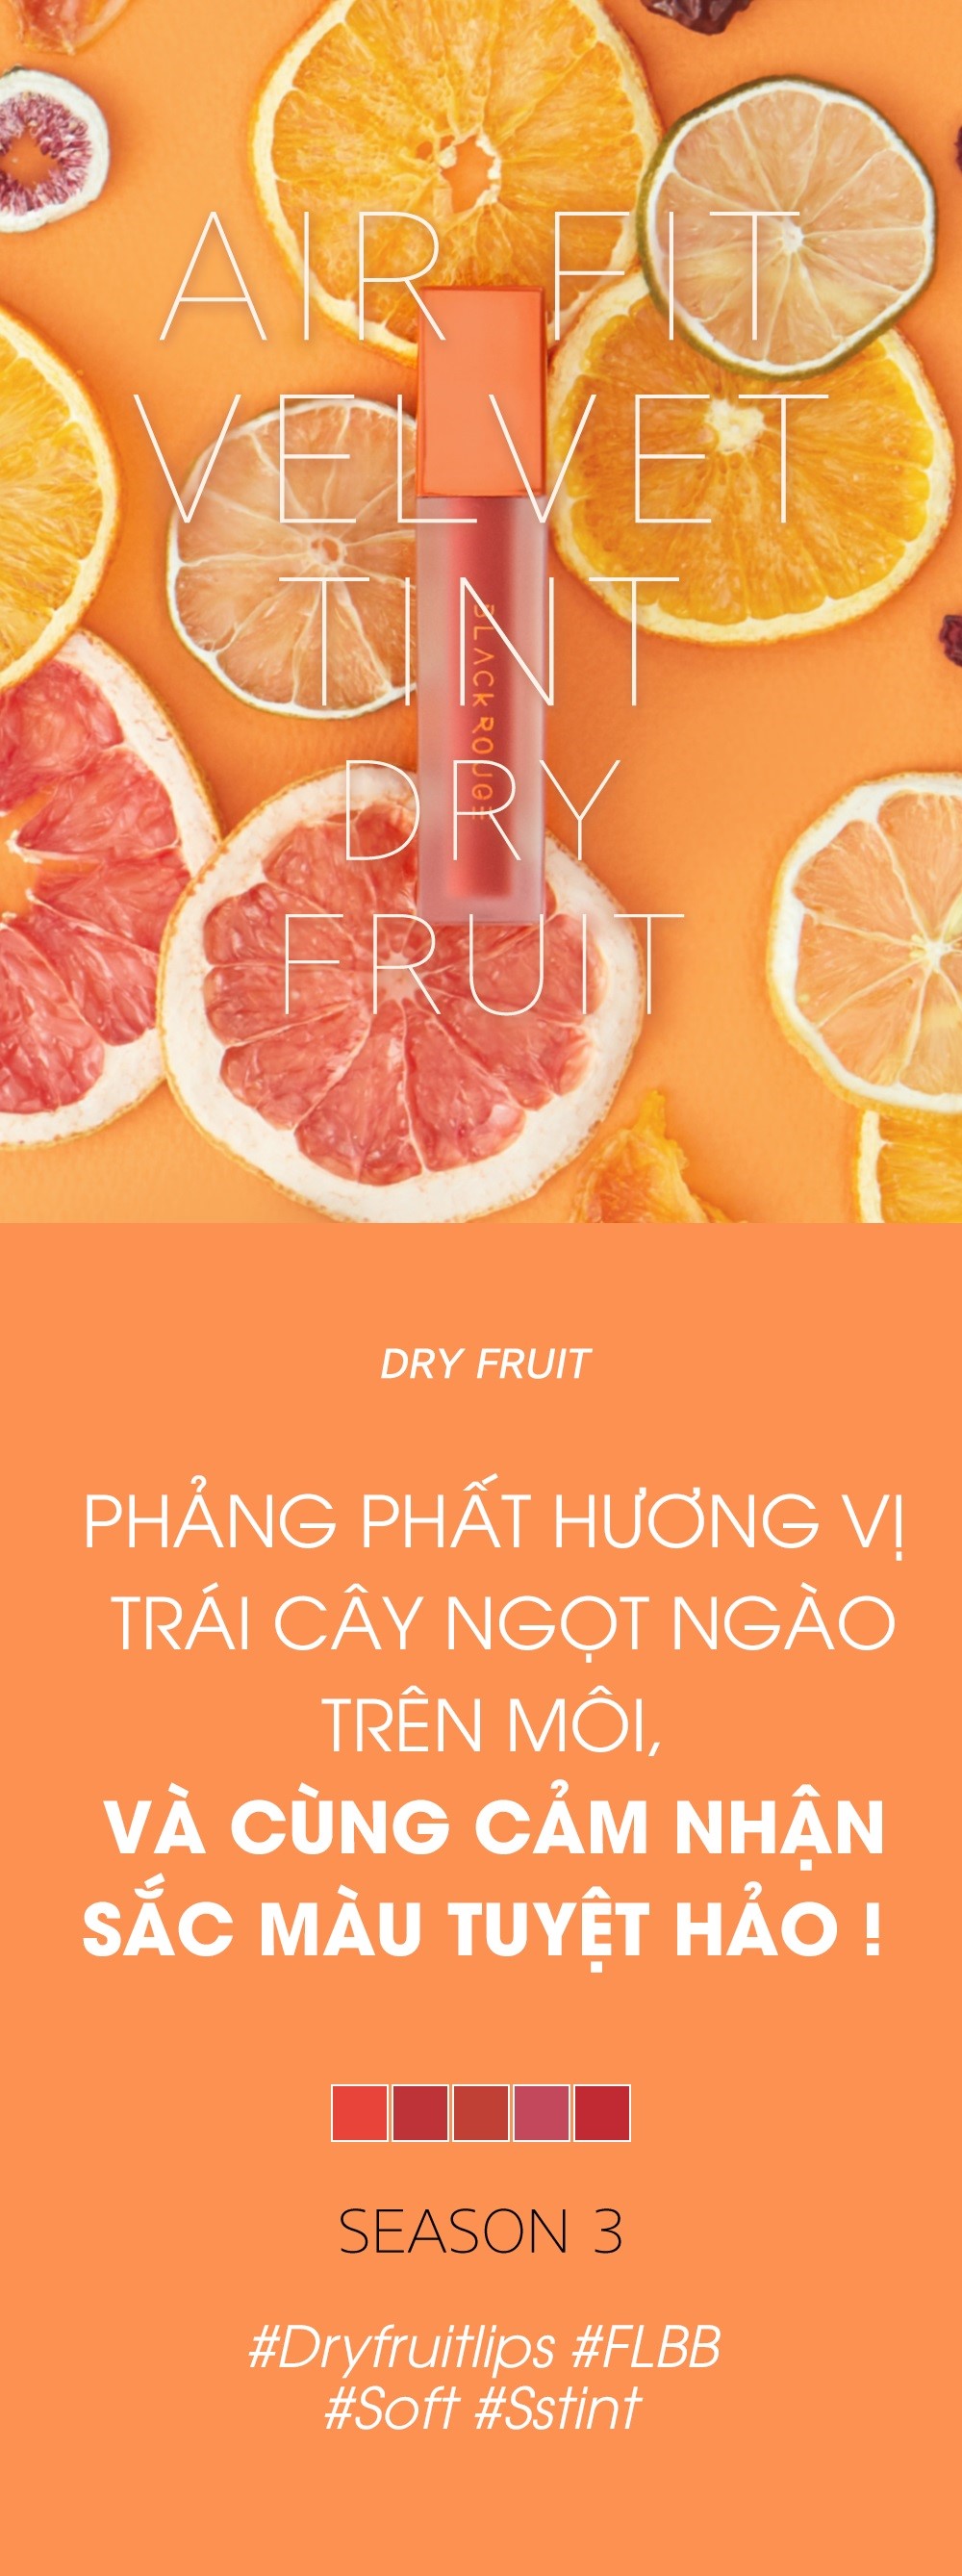 AIR FIT
VELVET
TINT
DRY
FRUIT
BLACK ROUGE
DRY FRUIT
PHẢNG PHẤT HƯƠNG VỊ
TRÁI CÂY NGỌT NGÀO
TRÊN MÔI,
VÀ CÙNG CẢM NHẬN
SẮC MÀU TUYỆT HẢO !
SEASON 3
#Dryfruitlips #FLBB
#Soft #Sstint